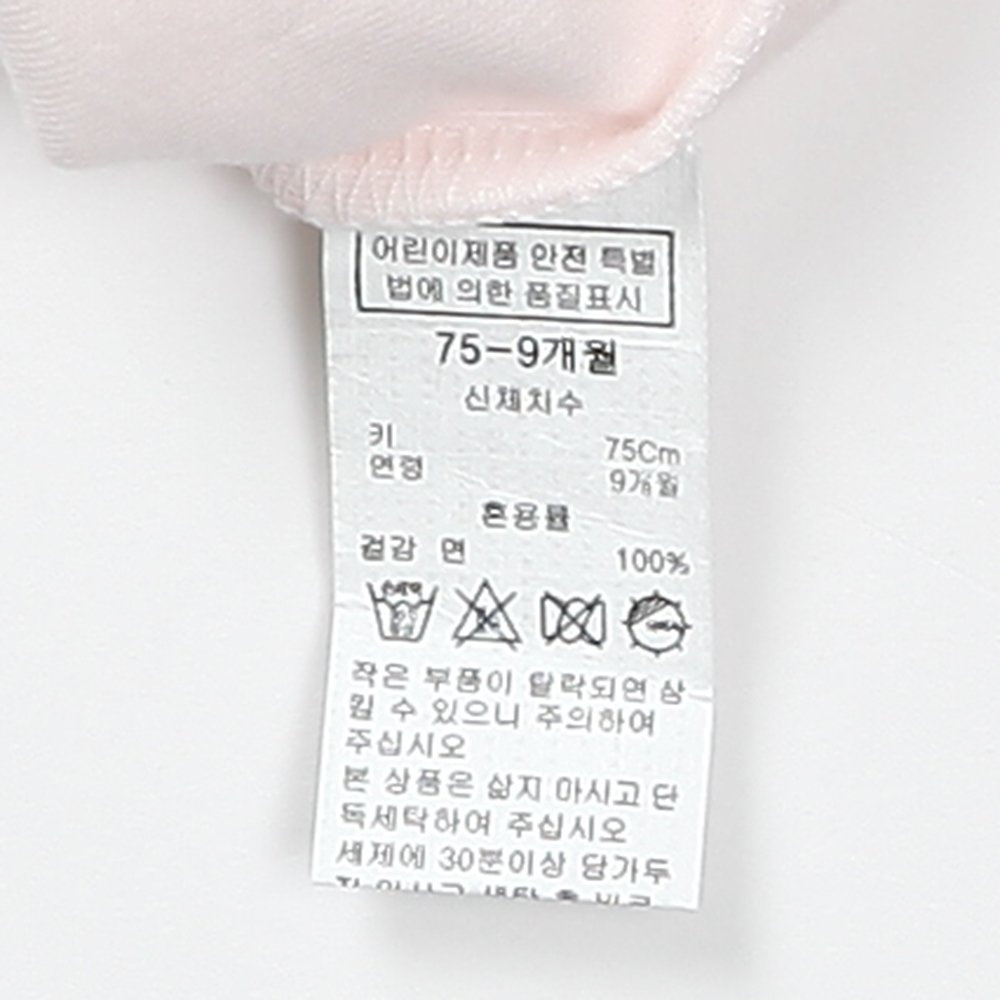 어린이제품 안전 특별
법에 의한 품질표시
75-9개월
신체치수
키 75Cm
연령 9개월
혼용률
겉감 면 100%
작은 부품이 탈락되면 삼
킬 수 있으니 주의하여
주십시오
본 상품은 삶지 마시고 단
독세탁하여 주십시오
세제에 30분이상 담가두